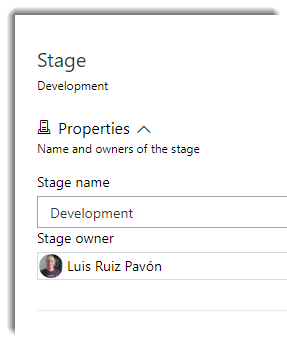 Stage
Development
Properties
Name and owners of the stage
Stage name
Development
Stage owner
Luis Ruiz Pavón